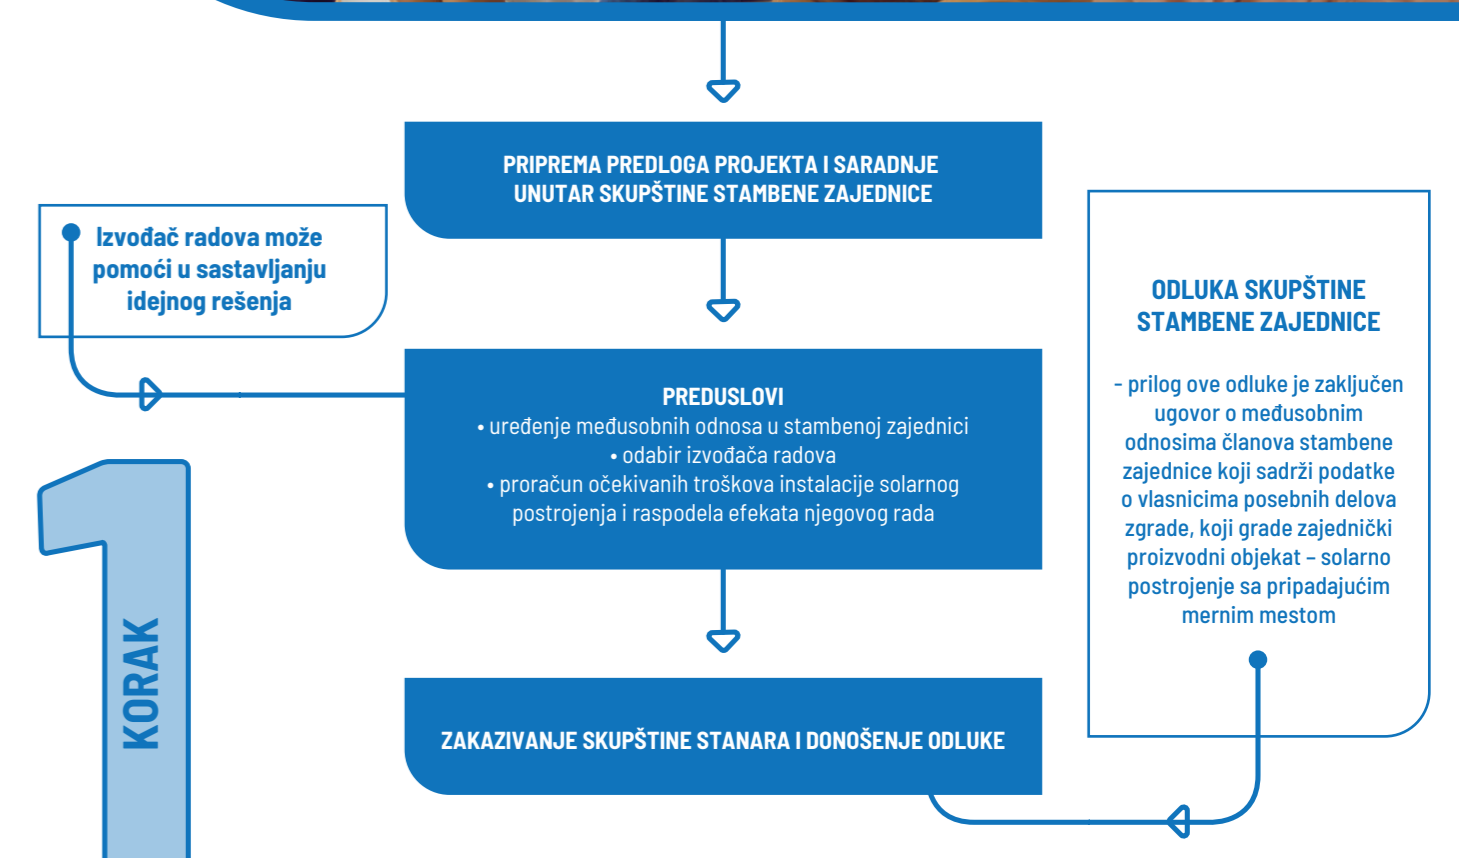 PRIPREMA PREDLOGA PROJEKTA I SARADNJE
UNUTAR SKUPŠTINE STAMBENE ZAJEDNICE
Izvođač radova može
pomoći u sastavljanju
idejnog rešenja
PREDUSLOVI
• uređenje međusobnih odnosa u stambenoj zajednici
• odabir izvođača radova
• proračun očekivanih troškova instalacije solarnog
postrojenja i raspodela efekata njegovog rada
ODLUKA SKUPŠTINE
STAMBENE ZAJEDNICE
- prilog ove odluke je zaključen
ugovor o međusobnim
odnosima članova stambene
zajednice koji sadrži podatke
o vlasnicima posebnih delova
zgrade, koji grade zajednički
proizvodni objekat – solarno
postrojenje sa pripadajućim
mernim mestom
ZAKAZIVANJE SKUPŠTINE STANARA I DONOŠENJE ODLUKE
1
KORAK